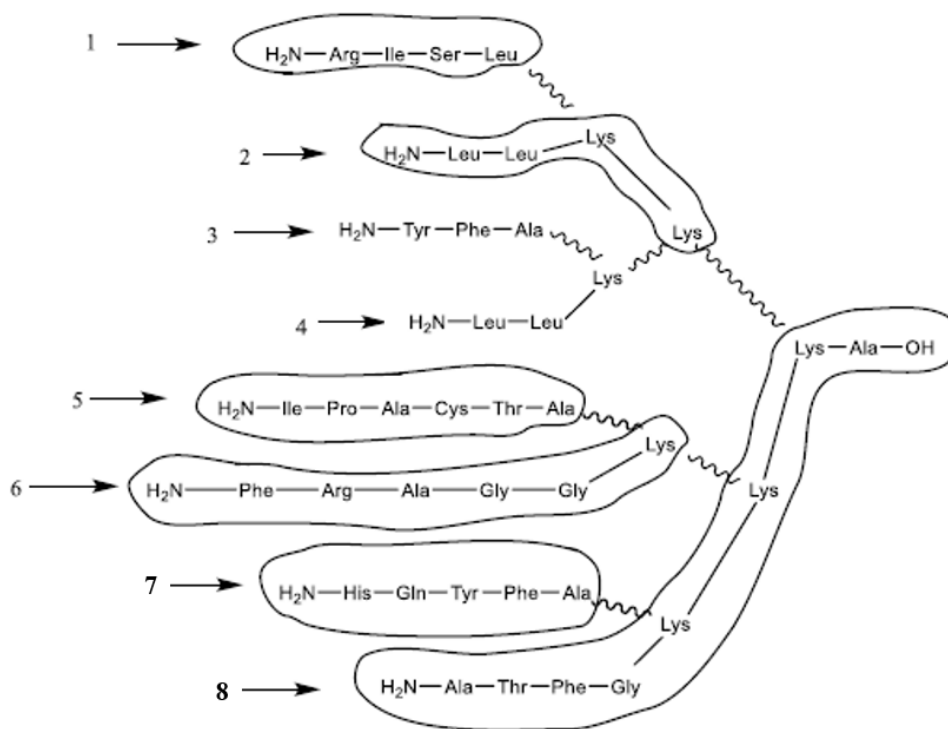 1 H₂N—Arg—Ile—Ser—Leu
Lys
2 H₂N—Leu—Leu
3 H₂N—Tyr—Phe—Ala Lys
Lys
4 H₂N—Leu—Leu
Lys—Ala—OH
5 H₂N—Ile—Pro—Ala—Cys—Thr—Ala
Lys
6 H₂N—Phe—Arg—Ala—Gly—Gly Lys
7 H₂N—His—Gln—Tyr—Phe—Ala
Lys
8 H₂N—Ala—Thr—Phe—Gly